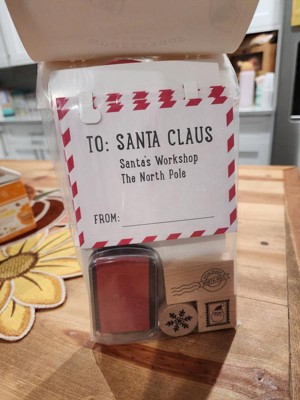 TO: SANTA CLAUS
Santa's Workshop
The North Pole
FROM: